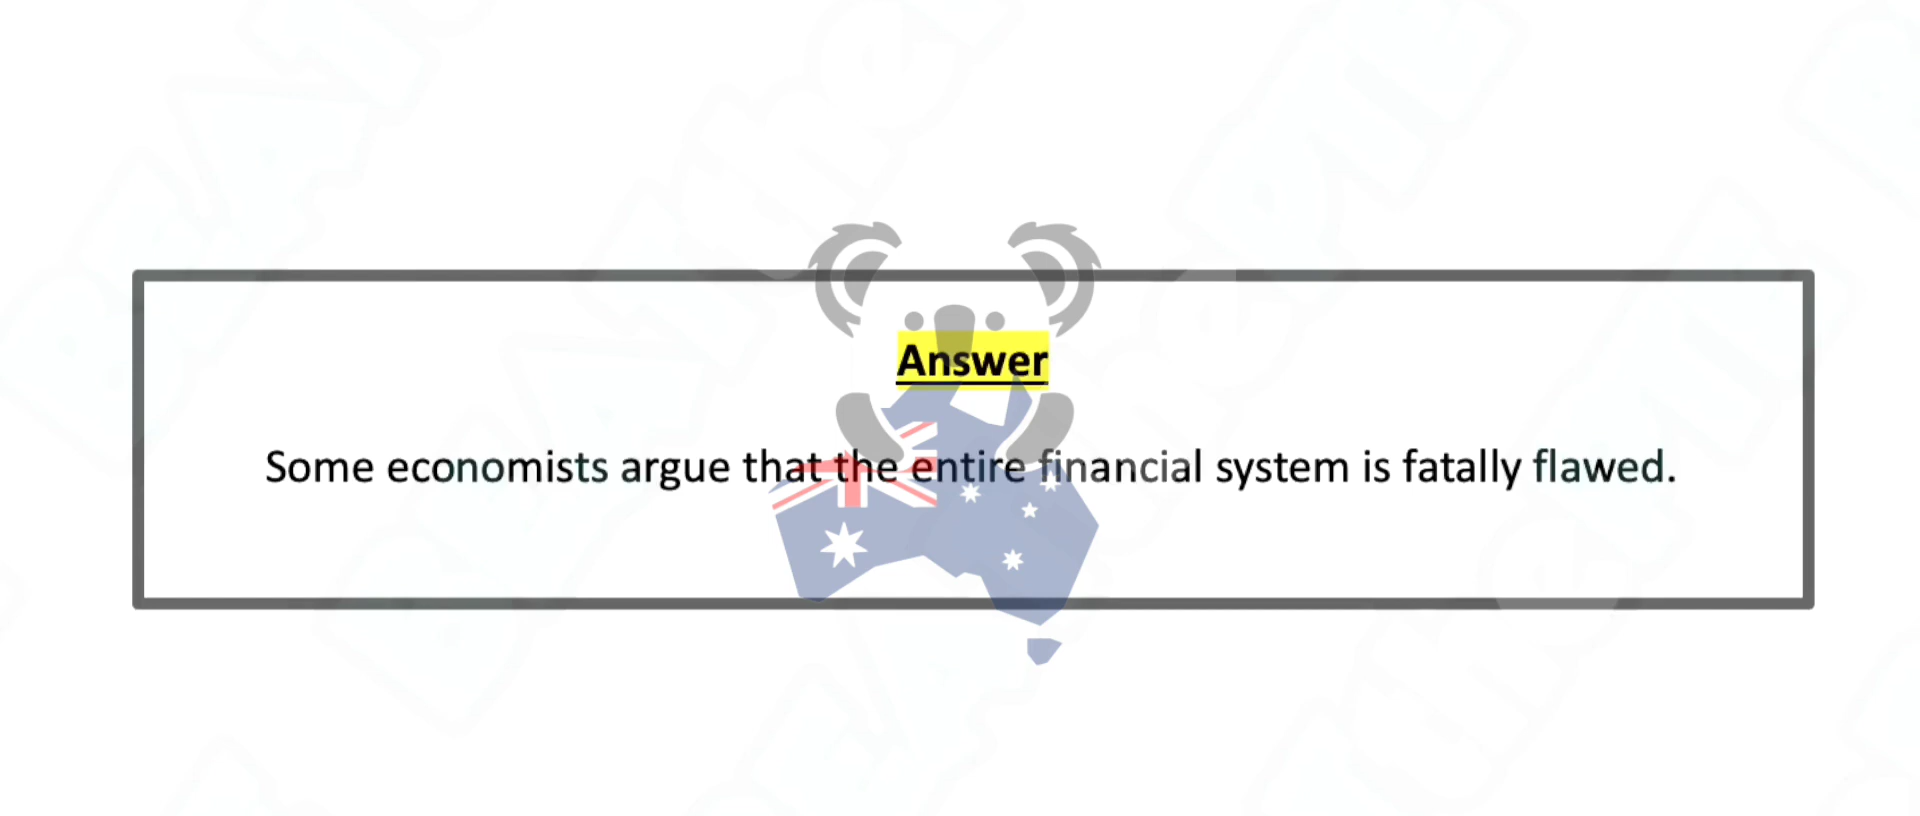 Answer
Some economists argue that the entire financial system is fatally flawed.